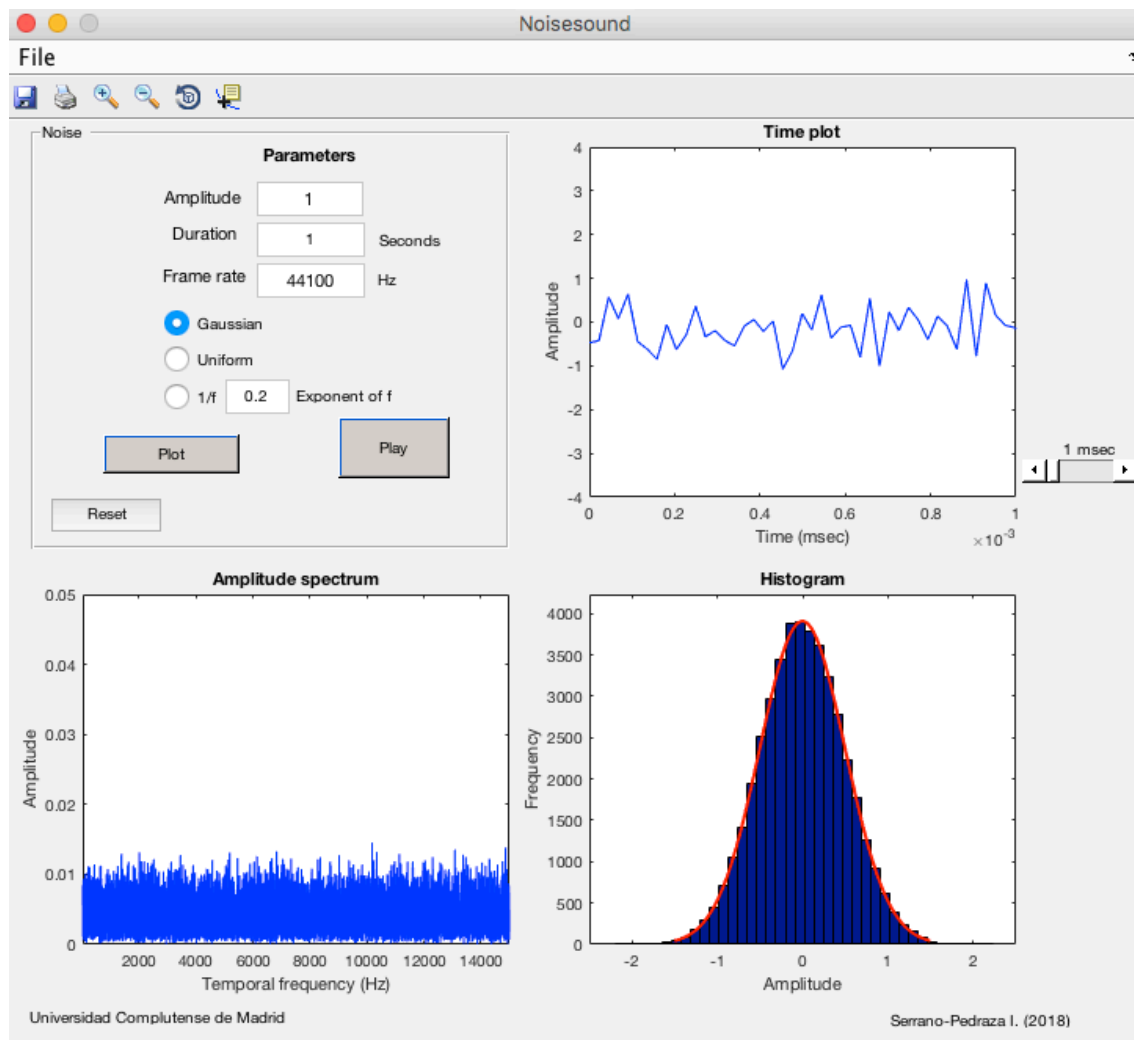 Noisesound
File
Noise
Parameters
Amplitude 1
Duration 1 Seconds
Frame rate 44100 Hz
Gaussian
Uniform
1/f 0.2 Exponent of f
Plot Play
Reset
Time plot
4
3
2
1
0
-1
-2
-3
-4
Amplitude
0 0.2 0.4 0.6 0.8 1
Time (msec) ×10⁻³
1 msec
Amplitude spectrum
0.05
0.04
0.03
0.02
0.01
0
Amplitude
2000 4000 6000 8000 10000 12000 14000
Temporal frequency (Hz)
Histogram
4000
3500
3000
2500
2000
1500
1000
500
0
Frequency
-2 -1 0 1 2
Amplitude
Universidad Complutense de Madrid
Serrano-Pedraza I. (2018)